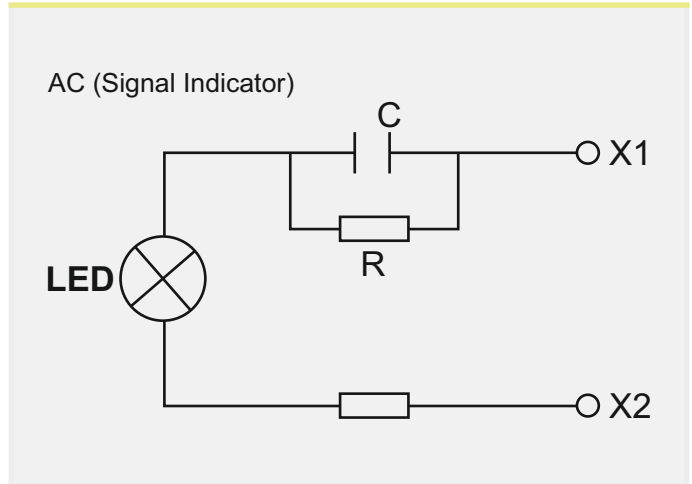 AC (Signal Indicator)
C
X1
R
LED
X2